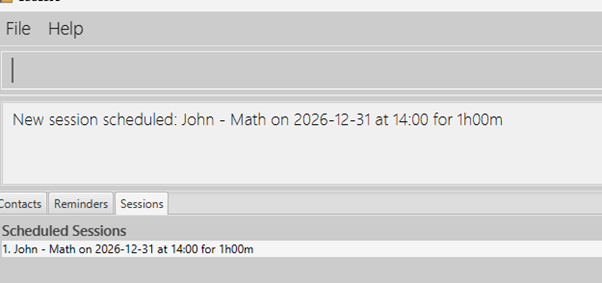 File Help
New session scheduled: John - Math on 2026-12-31 at 14:00 for 1h00m
Contacts Reminders Sessions
Scheduled Sessions
1. John - Math on 2026-12-31 at 14:00 for 1h00m